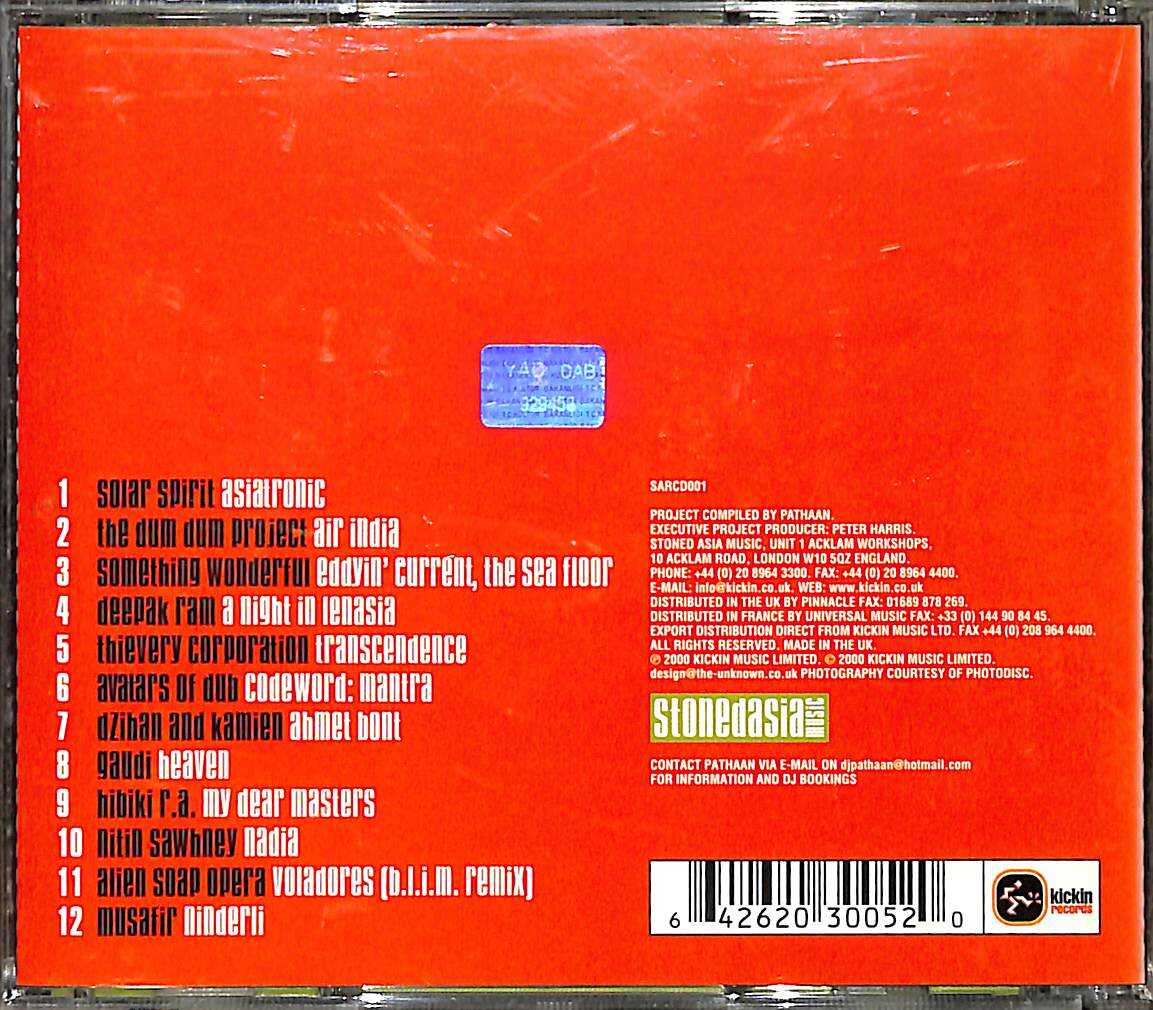 YAD DAB
1 solar spirit asiatronic
2 the dum dum project air india
3 something wonderful eddyin' current, the sea floor
4 deepak ram a night in lenasia
5 thievery corporation transcendence
6 avatars of dub codeword: mantra
7 dzihan and kamien ahmet bont
8 gaudi heaven
9 hibiki r.a. my dear masters
10 nitin sawhney nadia
11 alien soap opera voladores (b.l.i.m. remix)
12 musafir ninderli
SARCD001
PROJECT COMPILED BY PATHAAN.
EXECUTIVE PROJECT PRODUCER: PETER HARRIS.
STONED ASIA MUSIC, UNIT 1 ACKLAM WORKSHOPS,
10 ACKLAM ROAD, LONDON W10 5QZ ENGLAND.
PHONE: +44 (0) 20 8964 3300. FAX: +44 (0) 20 8964 4400.
E-MAIL: info@kickin.co.uk. WEB: www.kickin.co.uk
DISTRIBUTED IN THE UK BY PINNACLE FAX: 01689 878 269.
DISTRIBUTED IN FRANCE BY UNIVERSAL MUSIC FAX: +33 (0) 144 90 84 45.
EXPORT DISTRIBUTION DIRECT FROM KICKIN MUSIC LTD. FAX +44 (0) 208 964 4400.
ALL RIGHTS RESERVED. MADE IN THE UK.
℗ 2000 KICKIN MUSIC LIMITED. © 2000 KICKIN MUSIC LIMITED.
design@the-unknown.co.uk PHOTOGRAPHY COURTESY OF PHOTODISC.
stonedasia MUSIC
CONTACT PATHAAN VIA E-MAIL ON djpathaan@hotmail.com
FOR INFORMATION AND DJ BOOKINGS
6 42620 30052 0
kickin
records